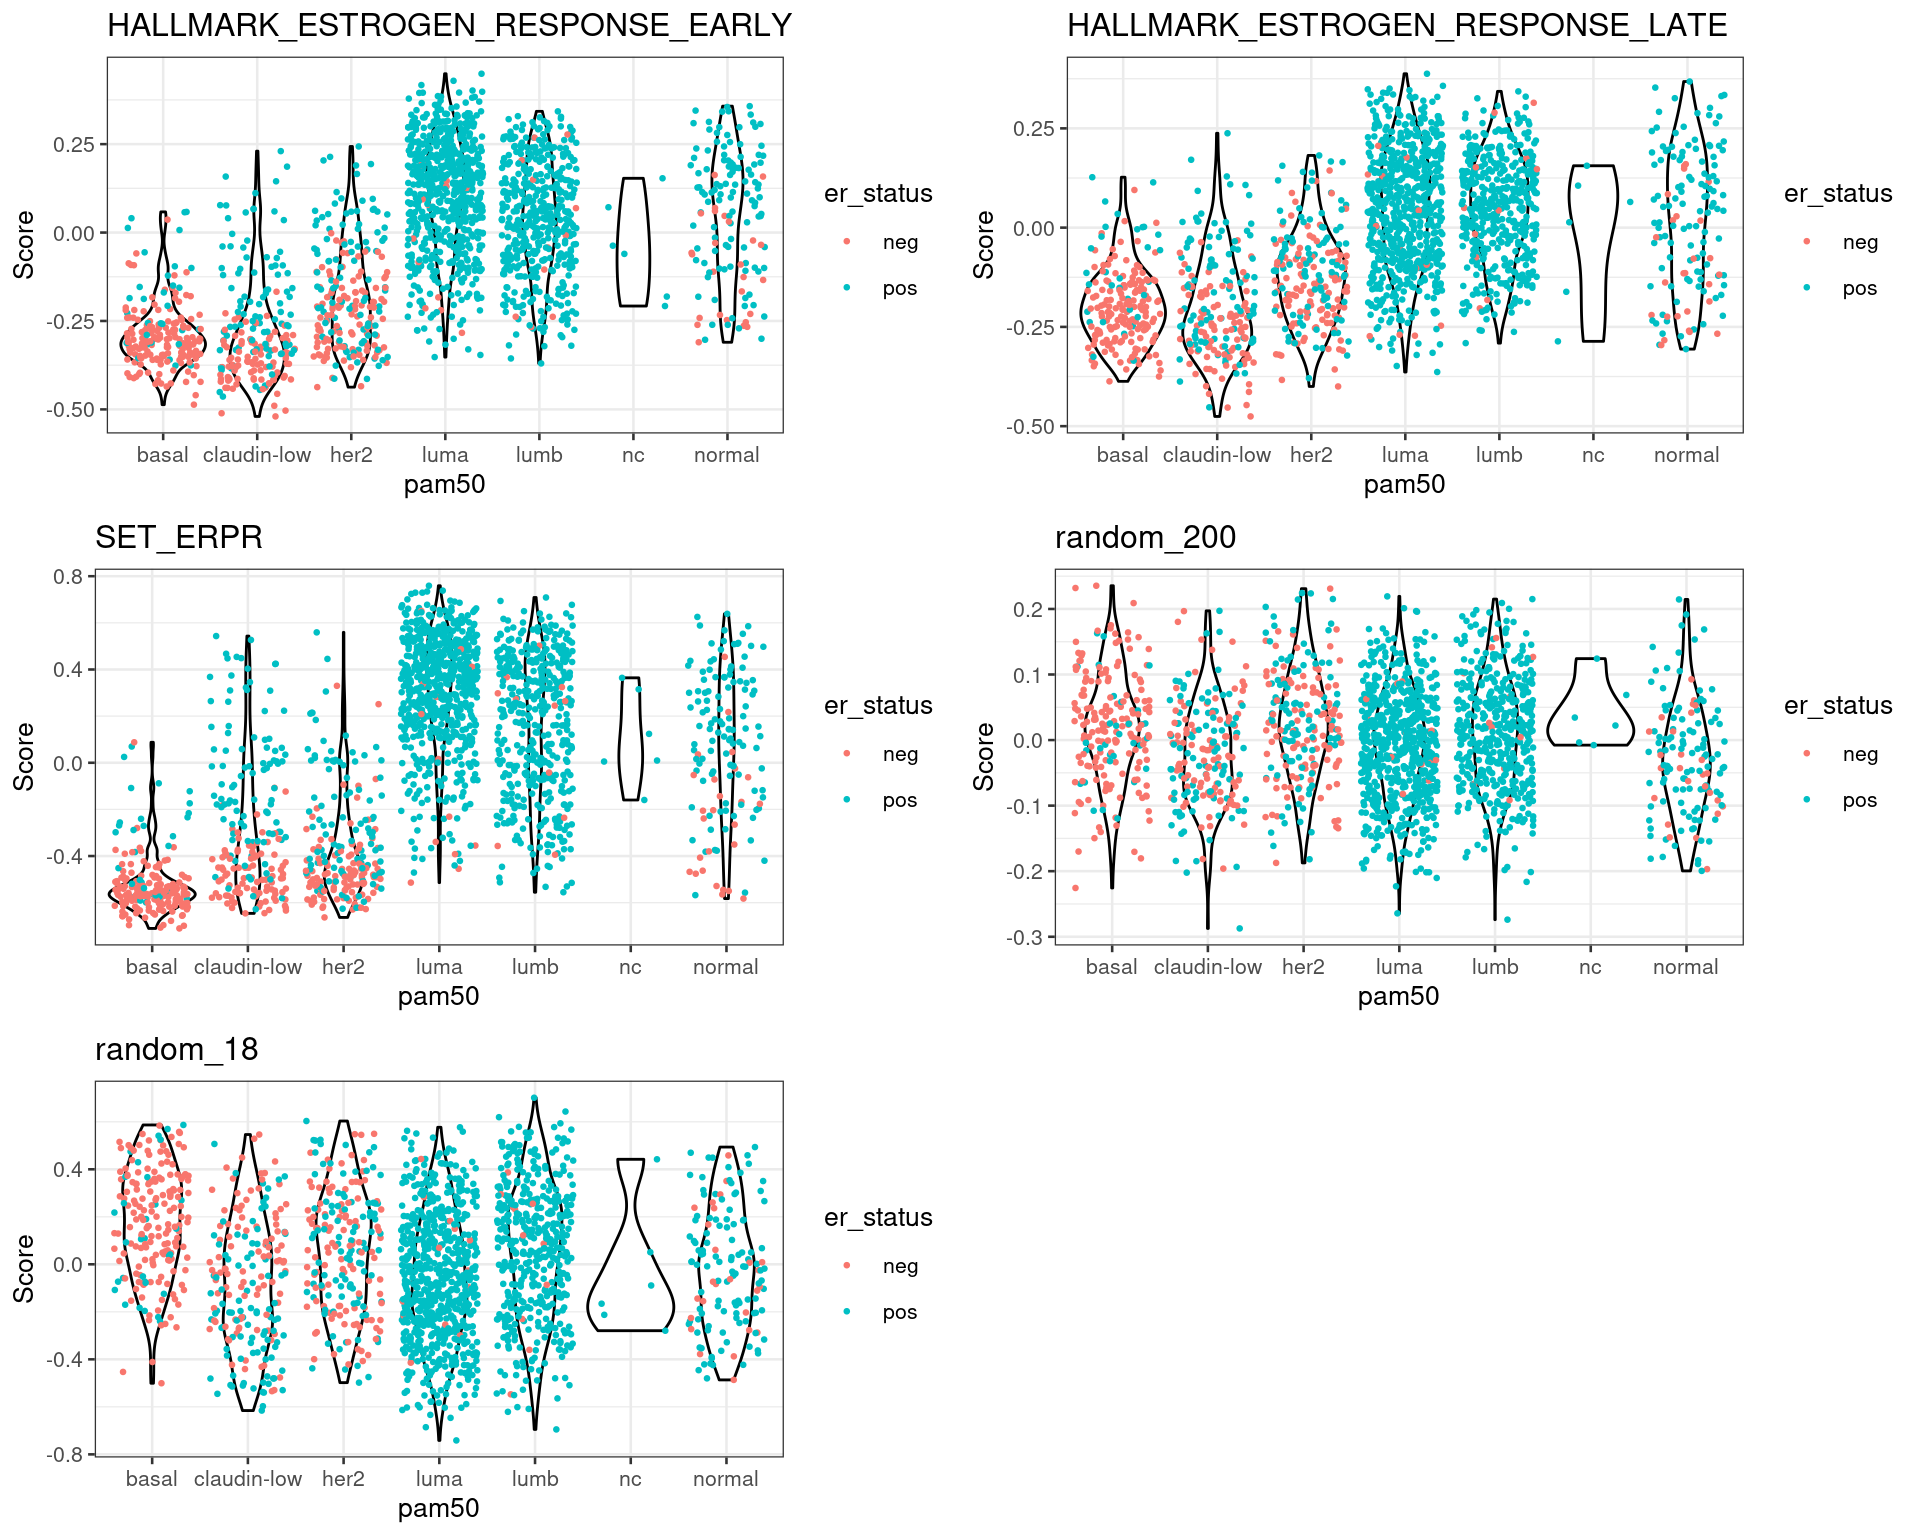 HALLMARK_ESTROGEN_RESPONSE_EARLY
Score
0.25
0.00
-0.25
-0.50
basal claudin-low her2 luma lumb nc normal
pam50
er_status
neg
pos
HALLMARK_ESTROGEN_RESPONSE_LATE
Score
0.25
0.00
-0.25
-0.50
basal claudin-low her2 luma lumb nc normal
pam50
er_status
neg
pos
SET_ERPR
Score
0.8
0.4
0.0
-0.4
basal claudin-low her2 luma lumb nc normal
pam50
er_status
neg
pos
random_200
Score
0.2
0.1
0.0
-0.1
-0.2
-0.3
basal claudin-low her2 luma lumb nc normal
pam50
er_status
neg
pos
random_18
Score
0.4
0.0
-0.4
-0.8
basal claudin-low her2 luma lumb nc normal
pam50
er_status
neg
pos